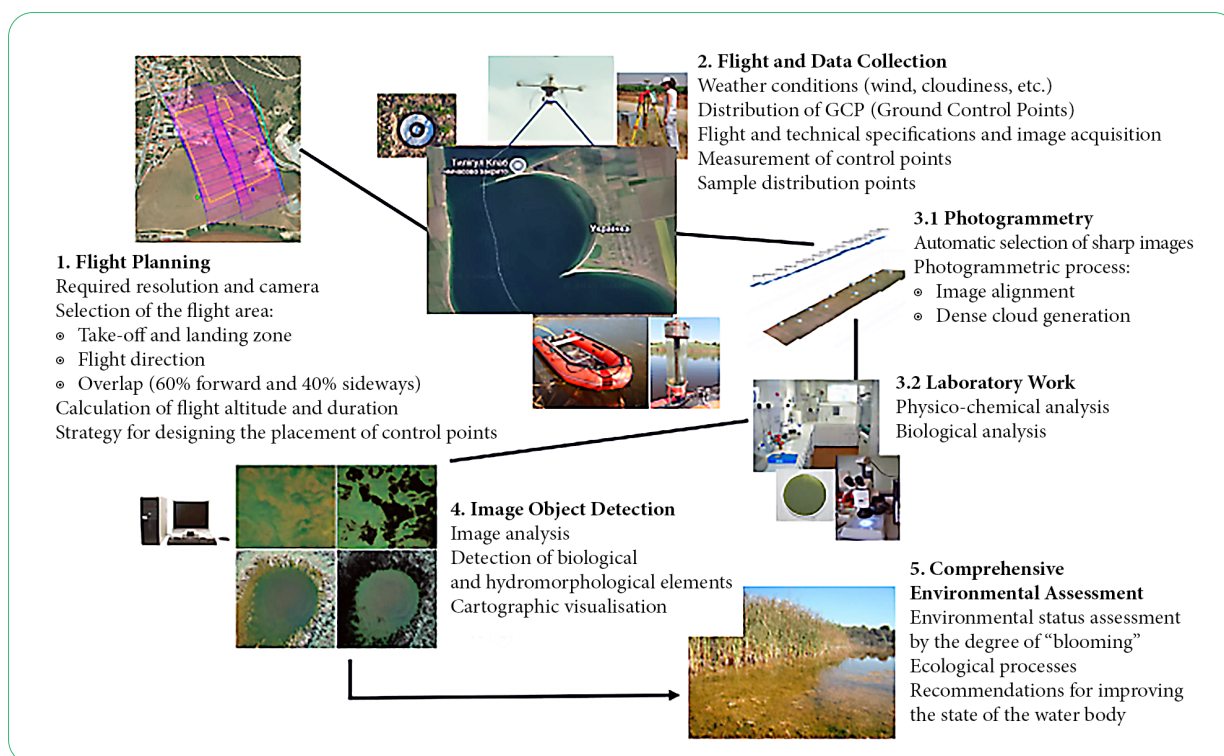 1. Flight Planning
Required resolution and camera
Selection of the flight area:
Take-off and landing zone
Flight direction
Overlap (60% forward and 40% sideways)
Calculation of flight altitude and duration
Strategy for designing the placement of control points
2. Flight and Data Collection
Weather conditions (wind, cloudiness, etc.)
Distribution of GCP (Ground Control Points)
Flight and technical specifications and image acquisition
Measurement of control points
Sample distribution points
Українка
3.1 Photogrammetry
Automatic selection of sharp images
Photogrammetric process:
Image alignment
Dense cloud generation
3.2 Laboratory Work
Physico-chemical analysis
Biological analysis
4. Image Object Detection
Image analysis
Detection of biological
and hydromorphological elements
Cartographic visualisation
5. Comprehensive
Environmental Assessment
Environmental status assessment
by the degree of “blooming”
Ecological processes
Recommendations for improving
the state of the water body